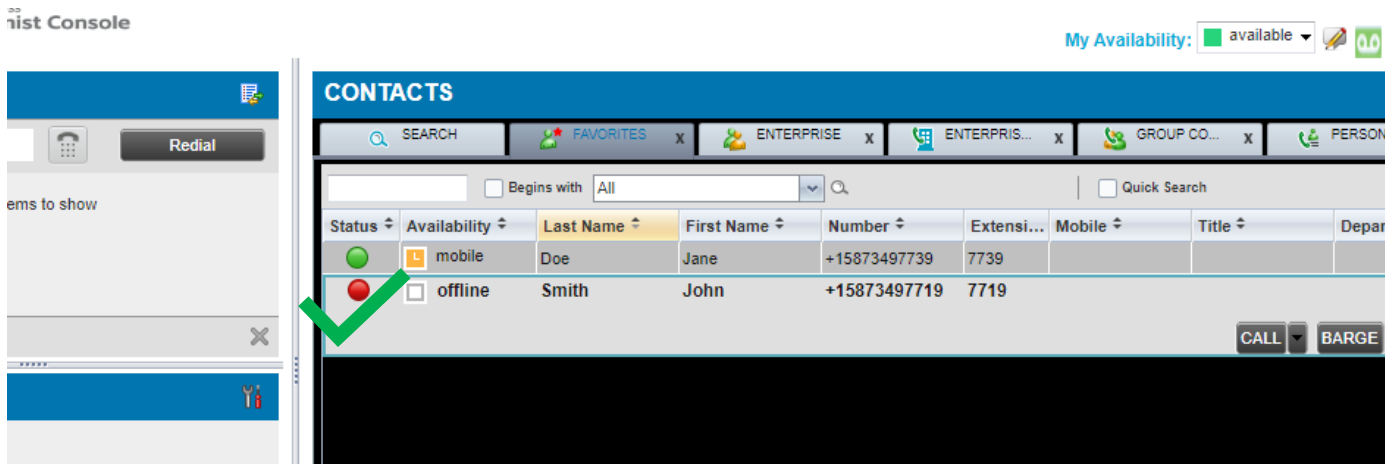 nist Console
My Availability: available
CONTACTS
SEARCH
FAVORITES x
ENTERPRISE x
ENTERPRIS... x
GROUP CO... x
PERSON
Redial
Begins with All
Quick Search
ems to show
Status Availability Last Name First Name Number Extensi... Mobile Title Depar
mobile Doe Jane +15873497739 7739
offline Smith John +15873497719 7719
CALL BARGE